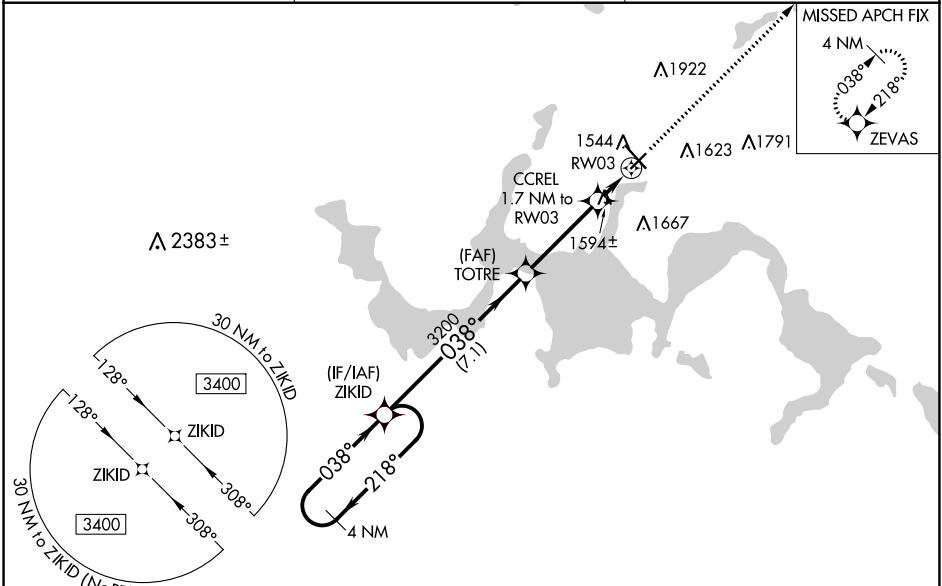 MISSED APCH FIX
4 NM
038°
218°
ZEVAS
1922
1544
RW03
1623
1791
CCREL
1.7 NM to
RW03
1667
1594±
2383±
(FAF)
TOTRE
3200
038°
(7.1)
(IF/IAF)
ZIKID
038°
218°
4 NM
30 NM to ZIKID
128°
3400
ZIKID
308°
128°
ZIKID
308°
3400
30 NM to ZIKID